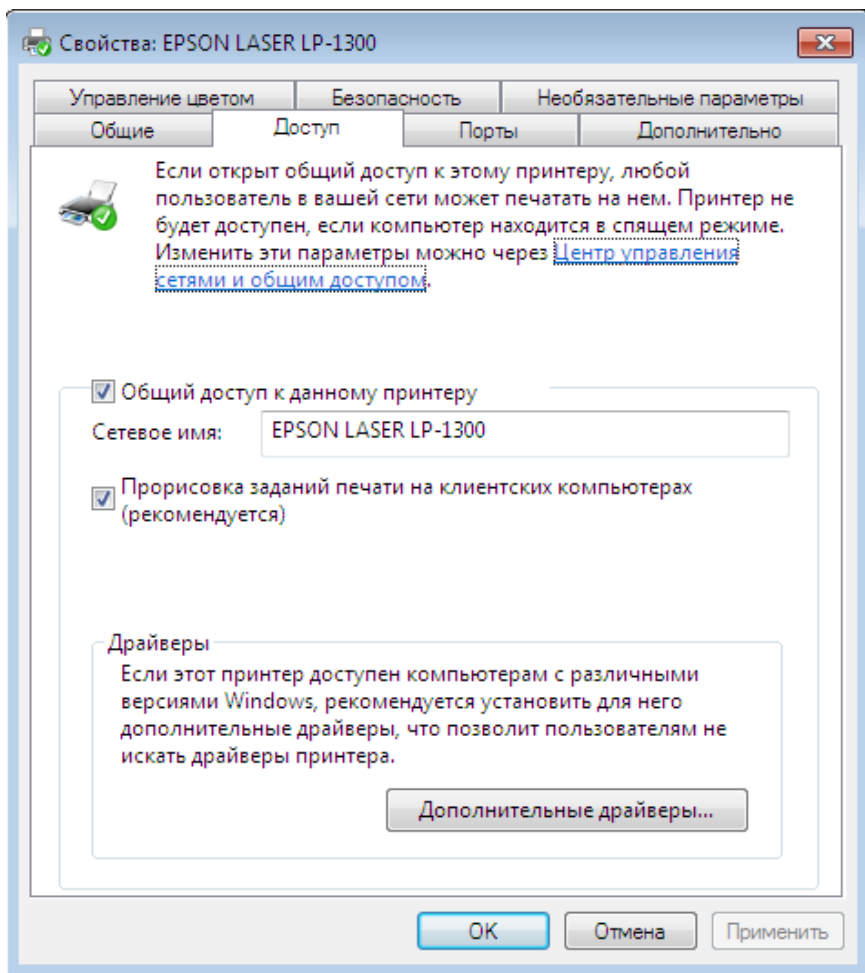 Свойства: EPSON LASER LP-1300
Управление цветом Безопасность Необязательные параметры
Общие Доступ Порты Дополнительно
Если открыт общий доступ к этому принтеру, любой
пользователь в вашей сети может печатать на нем. Принтер не
будет доступен, если компьютер находится в спящем режиме.
Изменить эти параметры можно через Центр управления
сетями и общим доступом.
Общий доступ к данному принтеру
Сетевое имя: EPSON LASER LP-1300
Прорисовка заданий печати на клиентских компьютерах
(рекомендуется)
Драйверы
Если этот принтер доступен компьютерам с различными
версиями Windows, рекомендуется установить для него
дополнительные драйверы, что позволит пользователям не
искать драйверы принтера.
Дополнительные драйверы...
ОК Отмена Применить